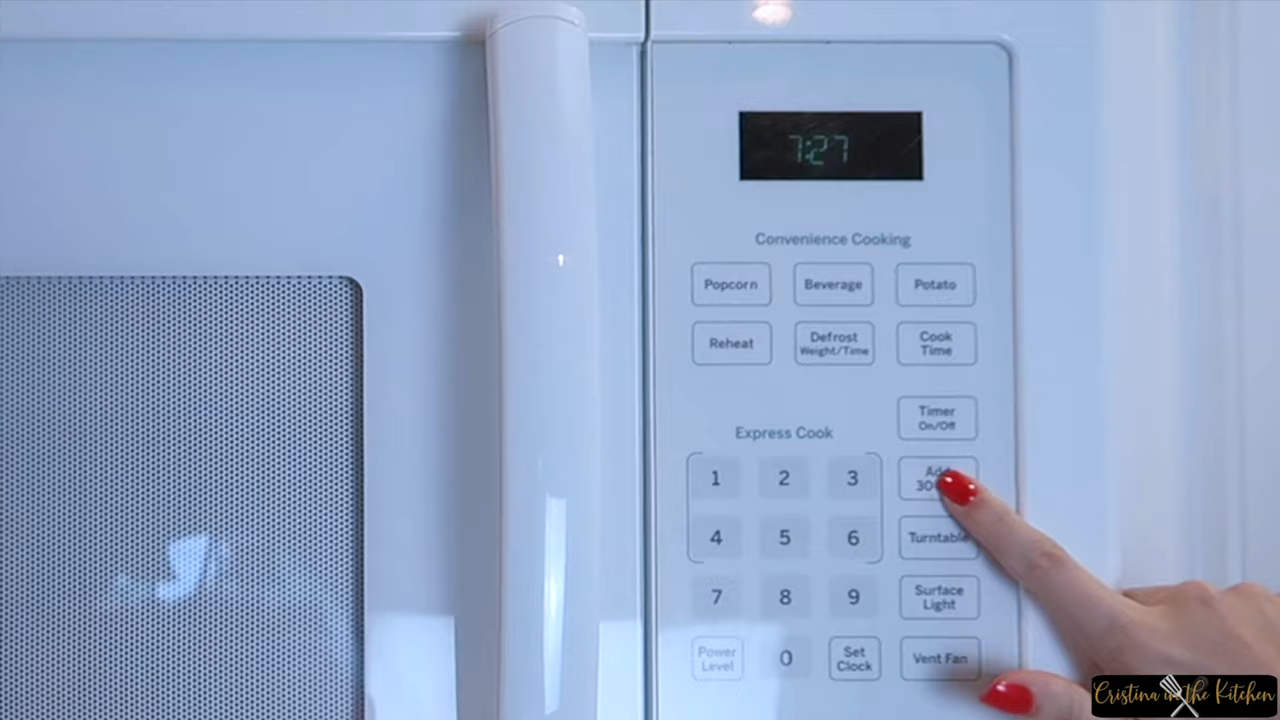 7:27
Convenience Cooking
Popcorn Beverage Potato
Reheat Defrost Weight/Time Cook Time
Timer On/Off
Express Cook
1 2 3
4 5 6 Turntable
7 8 9 Surface Light
Power Level 0 Set Clock Vent Fan
Cristina in the Kitchen